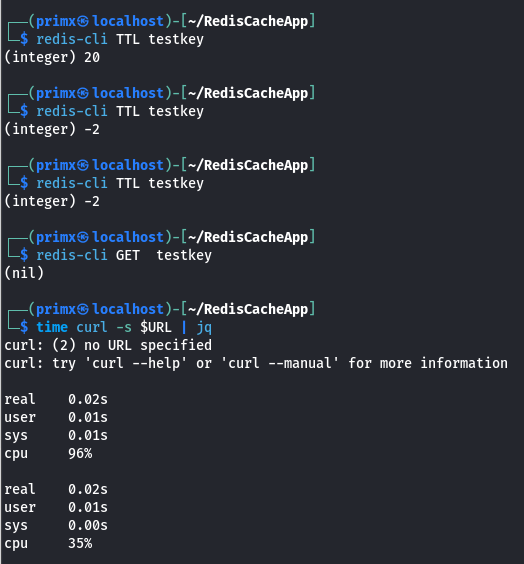 ┌──(primx㉿localhost)-[~/RedisCacheApp]
└─$ redis-cli TTL testkey
(integer) 20
┌──(primx㉿localhost)-[~/RedisCacheApp]
└─$ redis-cli TTL testkey
(integer) -2
┌──(primx㉿localhost)-[~/RedisCacheApp]
└─$ redis-cli TTL testkey
(integer) -2
┌──(primx㉿localhost)-[~/RedisCacheApp]
└─$ redis-cli GET  testkey
(nil)
┌──(primx㉿localhost)-[~/RedisCacheApp]
└─$ time curl -s $URL | jq
curl: (2) no URL specified
curl: try 'curl --help' or 'curl --manual' for more information
real    0.02s
user    0.01s
sys     0.01s
cpu     96%
real    0.02s
user    0.01s
sys     0.00s
cpu     35%